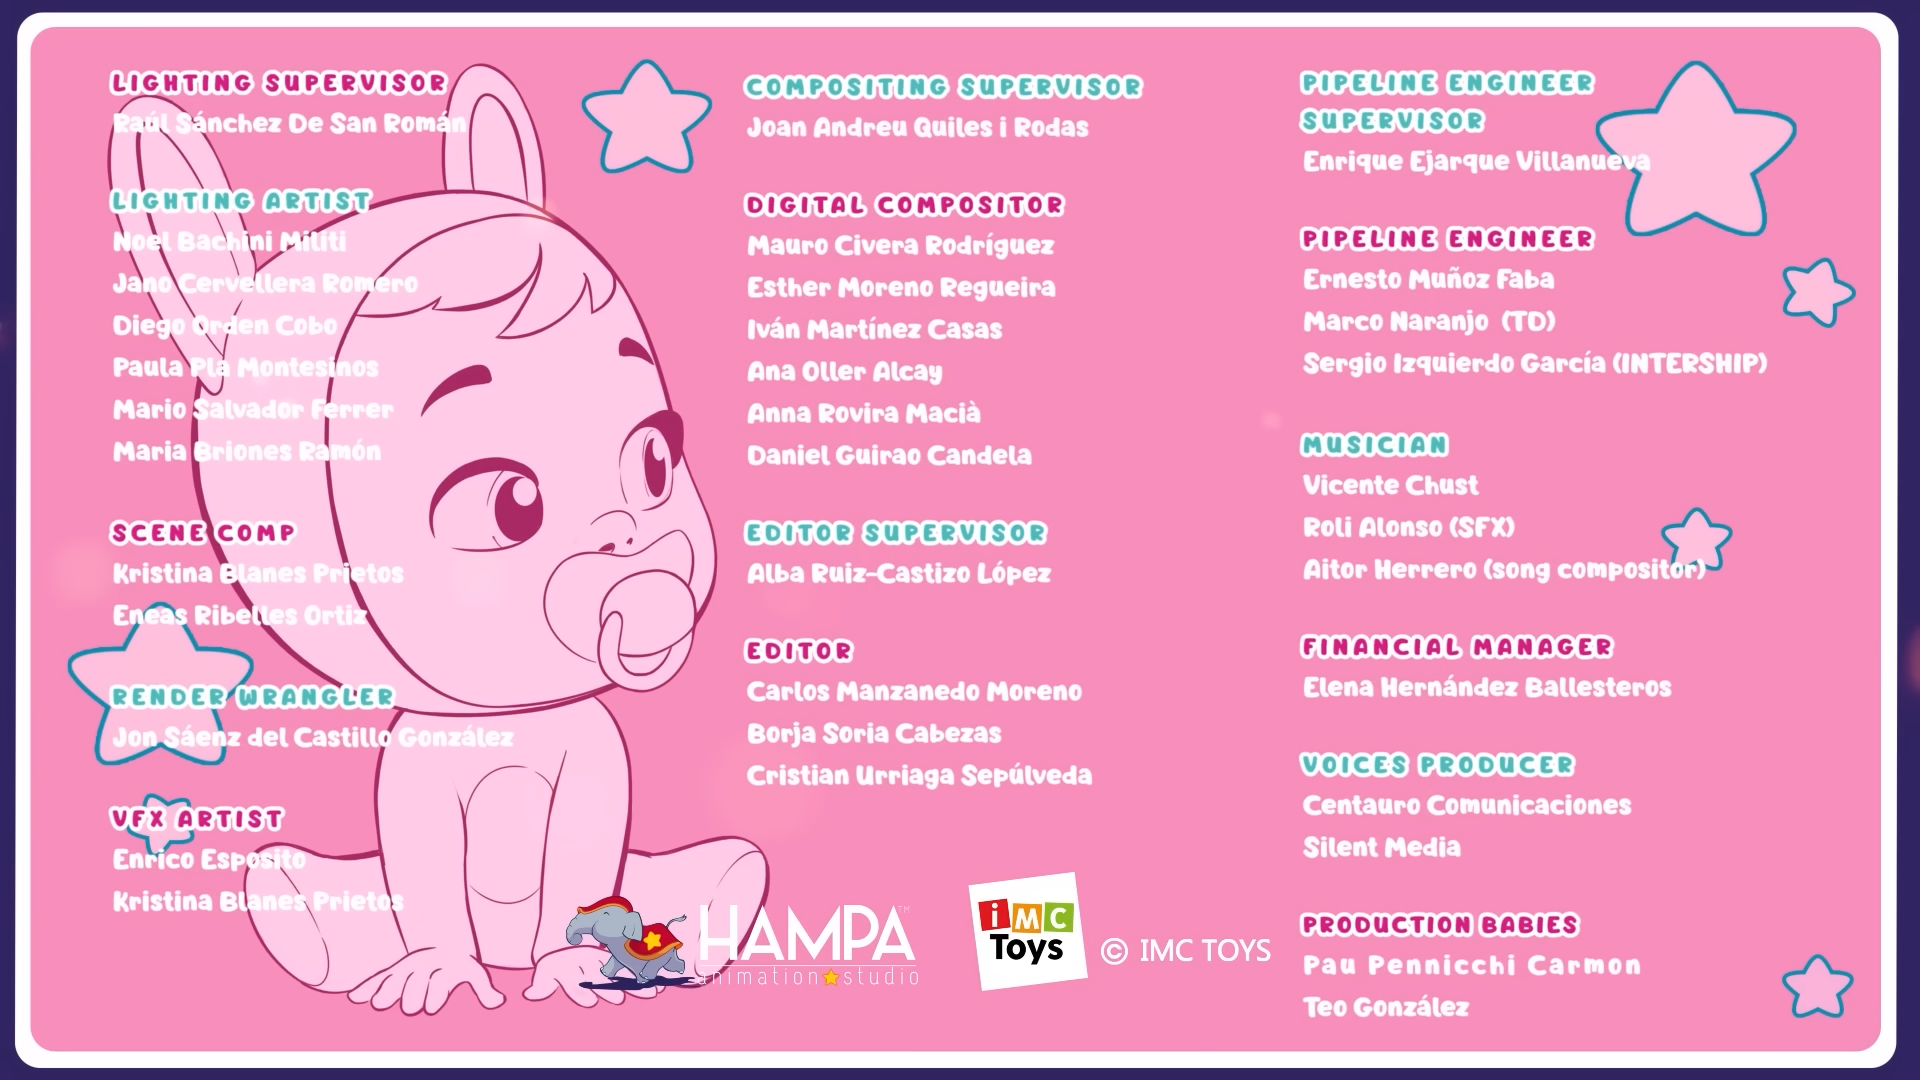 LIGHTING SUPERVISOR
Raúl Sánchez De San Román
LIGHTING ARTIST
Noel Bachini Militi
Jano Cervellera Romero
Diego Orden Cobo
Paula Pla Montesinos
Mario Salvador Ferrer
Maria Briones Ramón
SCENE COMP
Kristina Blanes Prietos
Eneas Ribelles Ortiz
RENDER WRANGLER
Jon Sáenz del Castillo González
VFX ARTIST
Enrico Esposito
Kristina Blanes Prietos
COMPOSITING SUPERVISOR
Joan Andreu Quiles i Rodas
DIGITAL COMPOSITOR
Mauro Civera Rodríguez
Esther Moreno Regueira
Iván Martínez Casas
Ana Oller Alcay
Anna Rovira Macià
Daniel Guirao Candela
EDITOR SUPERVISOR
Alba Ruiz-Castizo López
EDITOR
Carlos Manzanedo Moreno
Borja Soria Cabezas
Cristian Urriaga Sepúlveda
HAMPA™
animation studio
imc
Toys
© IMC TOYS
PIPELINE ENGINEER
SUPERVISOR
Enrique Ejarque Villanueva
PIPELINE ENGINEER
Ernesto Muñoz Faba
Marco Naranjo (TD)
Sergio Izquierdo García (INTERSHIP)
MUSICIAN
Vicente Chust
Roli Alonso (SFX)
Aitor Herrero (song compositor)
FINANCIAL MANAGER
Elena Hernández Ballesteros
VOICES PRODUCER
Centauro Comunicaciones
Silent Media
PRODUCTION BABIES
Pau Pennicchi Carmon
Teo González